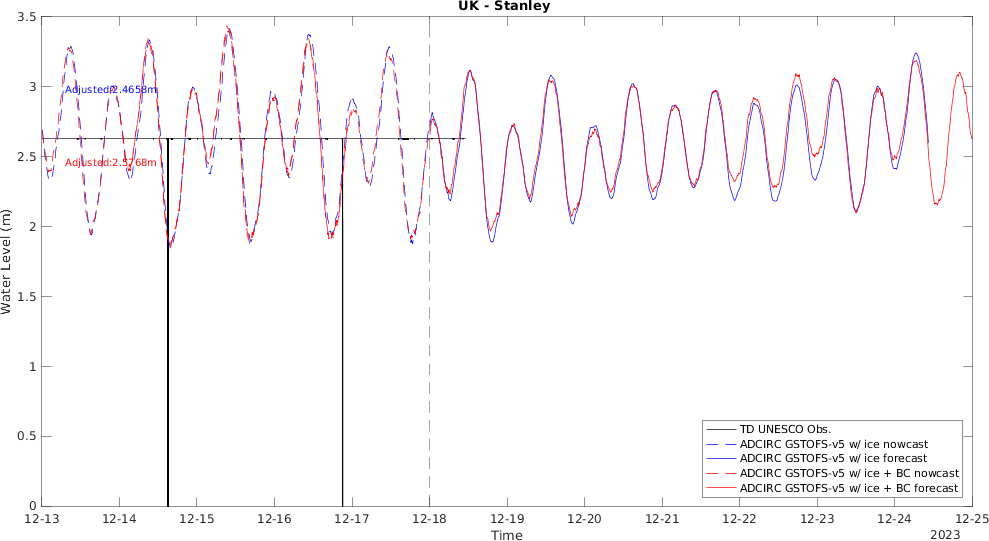 UK - Stanley
3.5
3
2.5
2
1.5
1
0.5
0
Water Level (m)
Adjusted:2.4658m
Adjusted:2.5768m
TD UNESCO Obs.
ADCIRC GSTOFS-v5 w/ ice nowcast
ADCIRC GSTOFS-v5 w/ ice forecast
ADCIRC GSTOFS-v5 w/ ice + BC nowcast
ADCIRC GSTOFS-v5 w/ ice + BC forecast
12-13 12-14 12-15 12-16 12-17 12-18 12-19 12-20 12-21 12-22 12-23 12-24 12-25
Time
2023